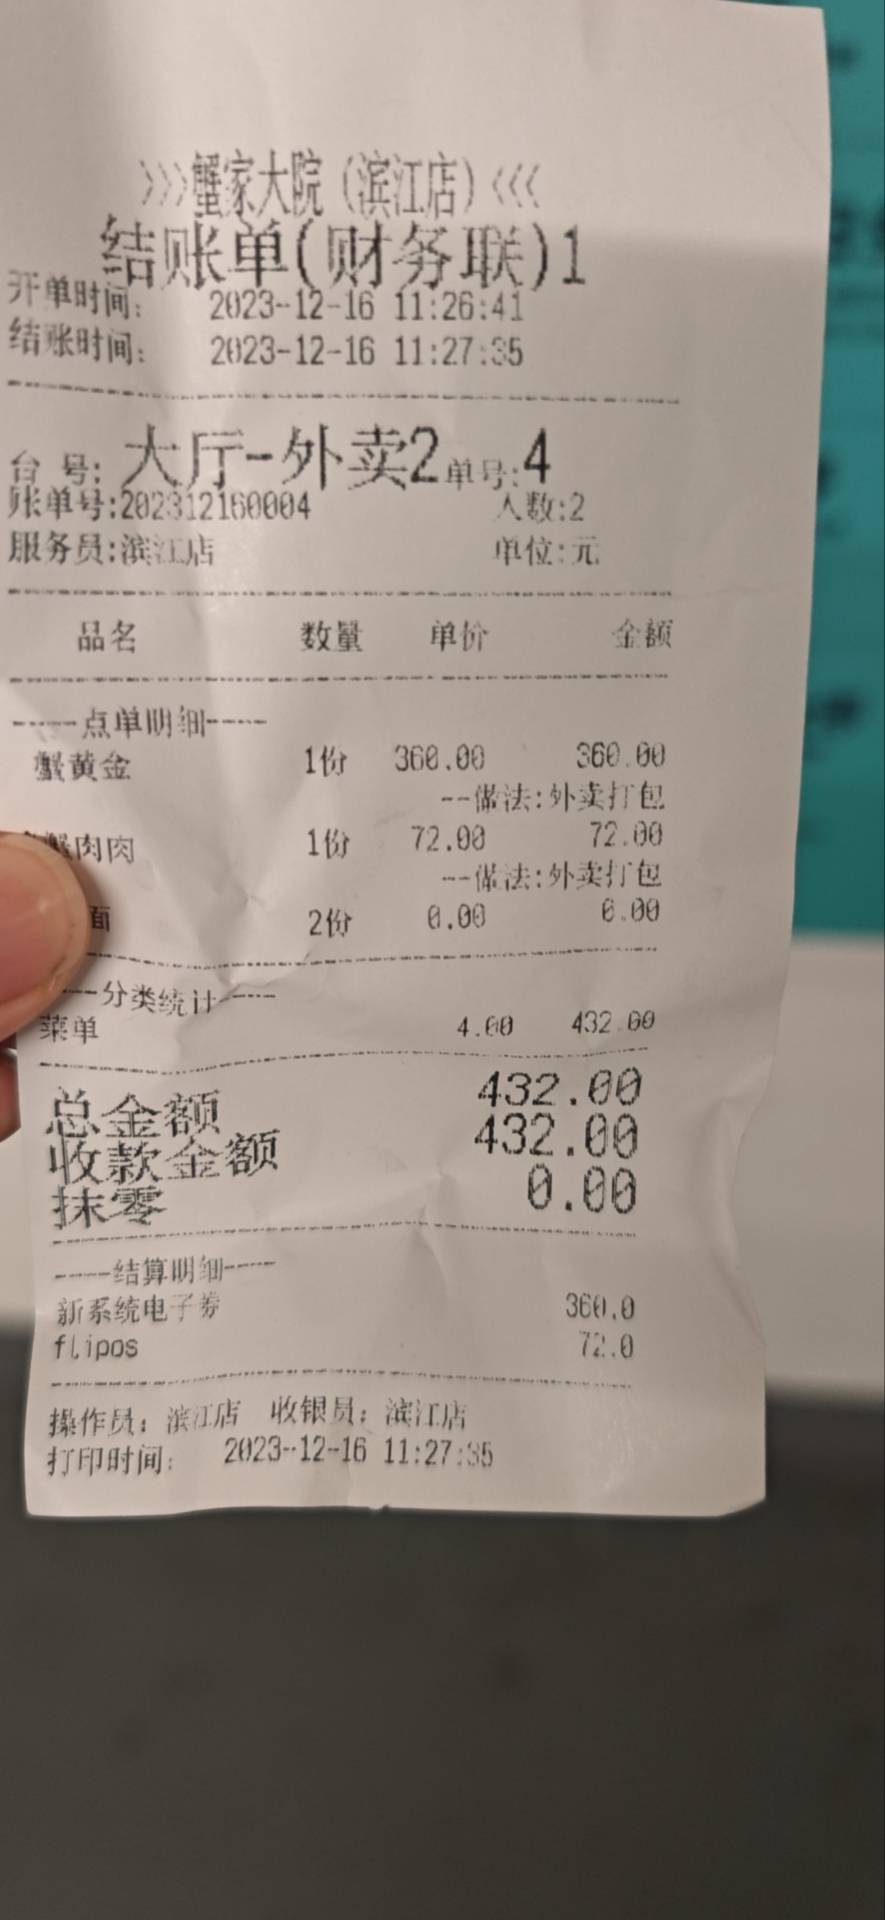 >>>蟹家大院(滨江店)<<<
结账单(财务联)1
开单时间: 2023-12-16 11:26:41
结账时间: 2023-12-16 11:27:35
台 号: 大厅-外卖2 单号:4
账单号:202312160004 人数:2
服务员:滨江店 单位:元
品名 数量 单价 金额
-----点单明细-----
蟹黄金 1份 360.00 360.00
--做法:外卖打包
蟹肉肉 1份 72.00 72.00
--做法:外卖打包
面 2份 0.00 0.00
----分类统计-----
菜单 4.00 432.00
总金额 432.00
收款金额 432.00
抹零 0.00
-----结算明细-----
新系统电子券 360.0
flipos 72.0
操作员: 滨江店 收银员: 滨江店
打印时间: 2023-12-16 11:27:35